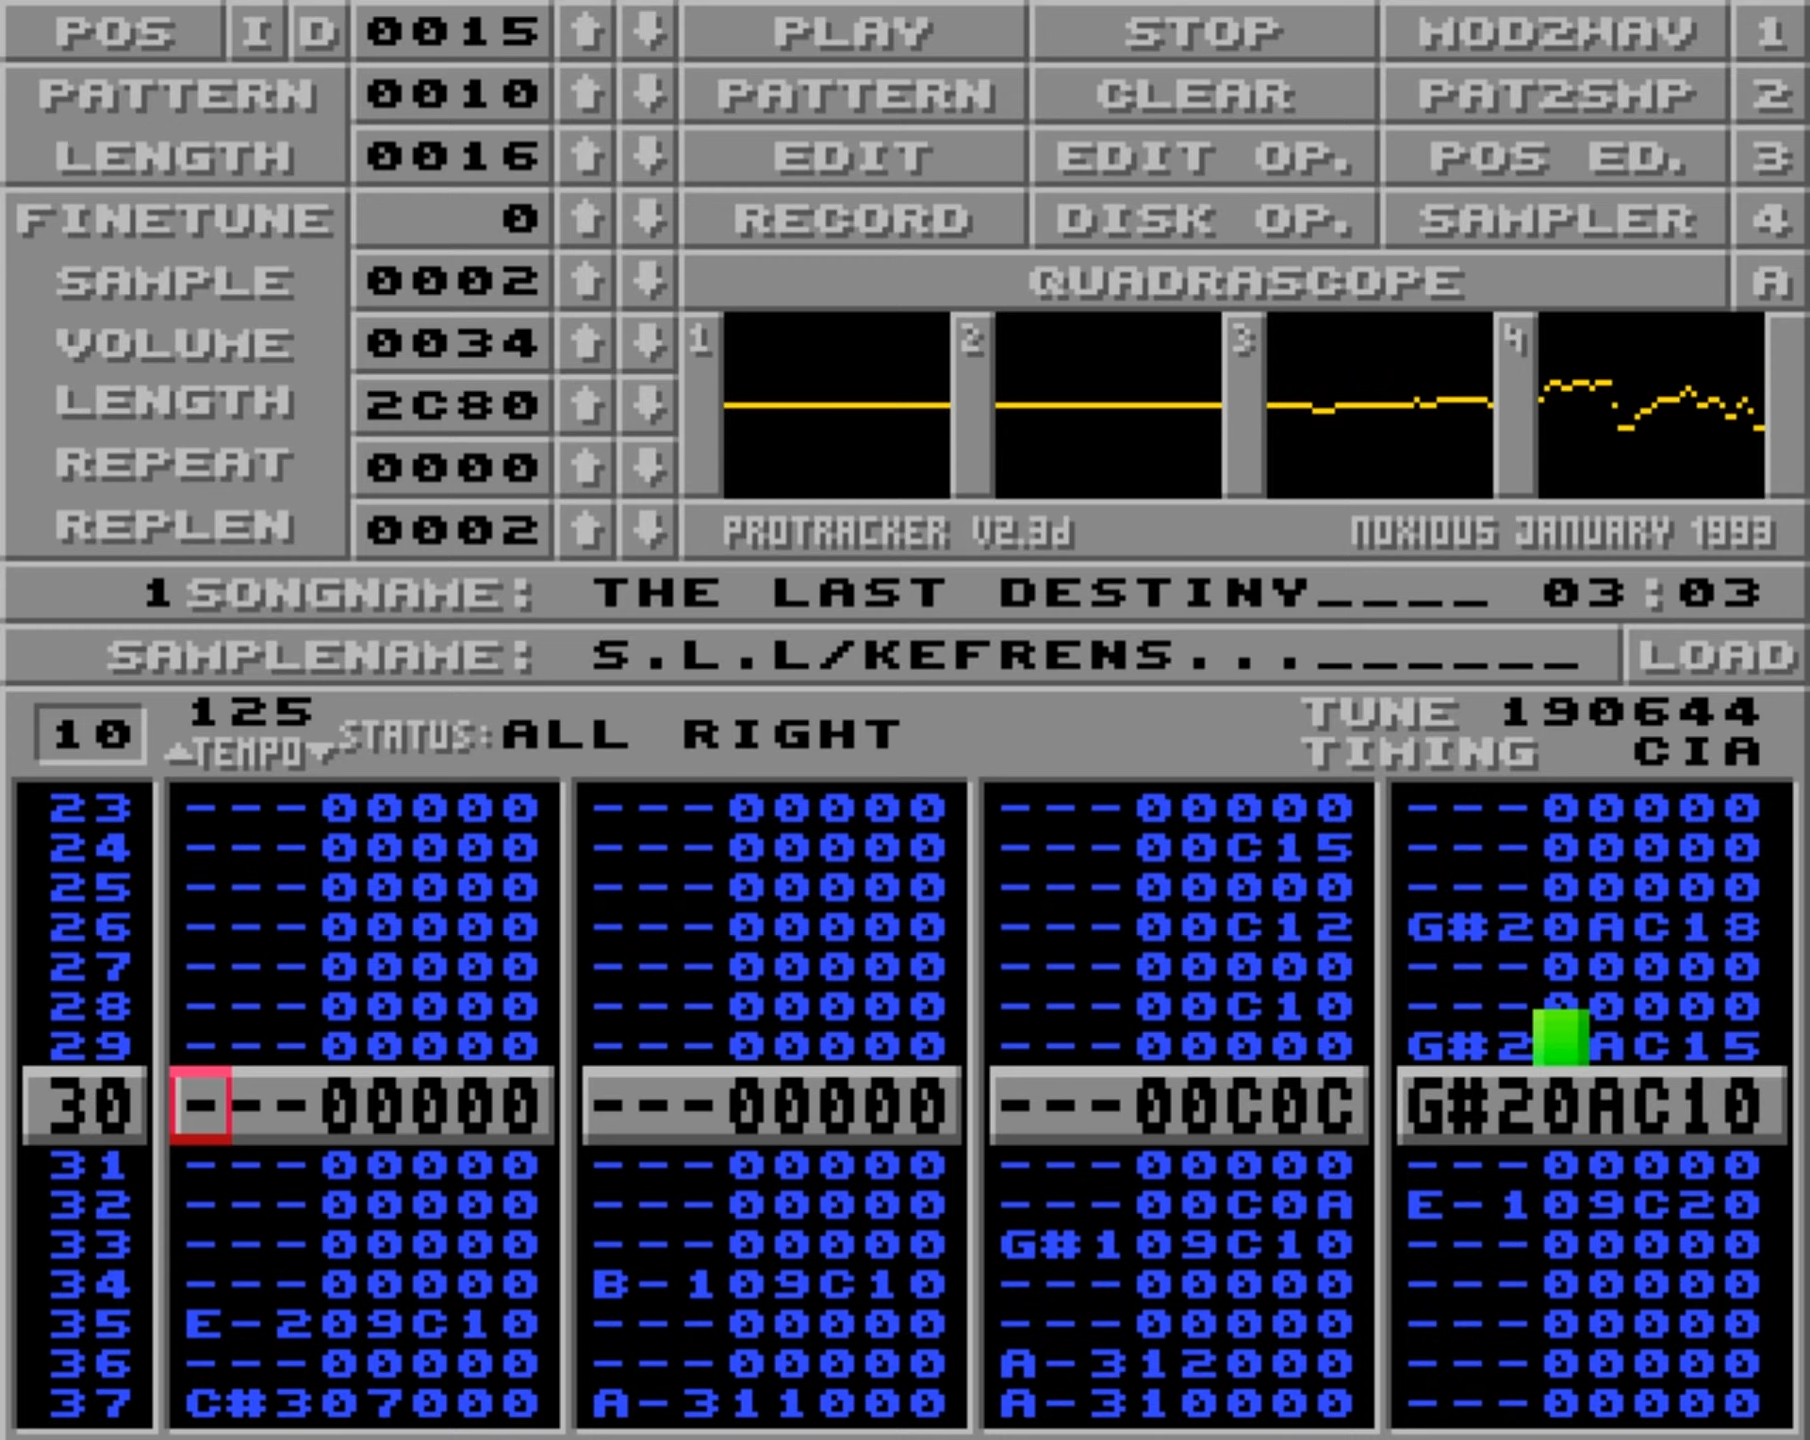 POS I D 0015 PLAY STOP MOD2WAV 1
PATTERN 0010 PATTERN CLEAR PAT2SMP 2
LENGTH 0016 EDIT EDIT OP. POS ED. 3
FINETUNE 0 RECORD DISK OP. SAMPLER 4
SAMPLE 0002 QUADRASCOPE A
VOLUME 0034 1 2 3 4
LENGTH 2C80
REPEAT 0000
REPLEN 0002 PROTRACKER V2.3d NOXIOUS JANUARY 1993
1 SONGNAME: THE LAST DESTINY____ 03:03
SAMPLENAME: S.L.L/KEFRENS...______ LOAD
10 125 TEMPO STATUS: ALL RIGHT TUNE 190644
TIMING CIA
23 ---00000 ---00000 ---00000 ---00000
24 ---00000 ---00000 ---00C15 ---00000
25 ---00000 ---00000 ---00000 ---00000
26 ---00000 ---00000 ---00C12 G#20AC18
27 ---00000 ---00000 ---00000 ---00000
28 ---00000 ---00000 ---00C10 ---00000
29 ---00000 ---00000 ---00000 G#2 AC15
30 ---00000 ---00000 ---00C0C G#20AC10
31 ---00000 ---00000 ---00000 ---00000
32 ---00000 ---00000 ---00C0A E-109C20
33 ---00000 ---00000 G#109C10 ---00000
34 ---00000 B-109C10 ---00000 ---00000
35 E-209C10 ---00000 ---00000 ---00000
36 ---00000 ---00000 A-312000 ---00000
37 C#307000 A-311000 A-310000 ---00000